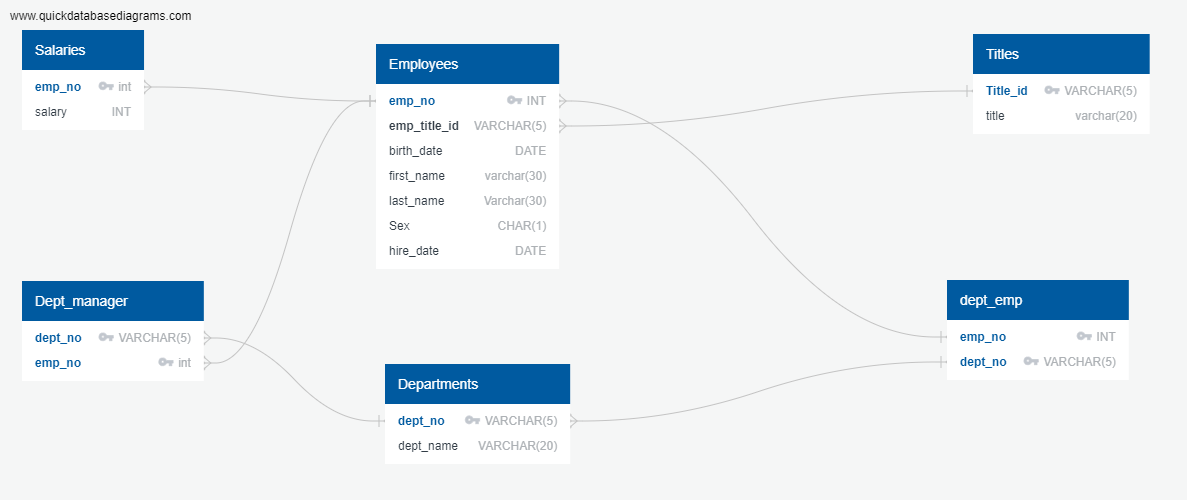 www.quickdatabasediagrams.com
Salaries
emp_no int
salary INT
Employees
emp_no INT
emp_title_id VARCHAR(5)
birth_date DATE
first_name varchar(30)
last_name Varchar(30)
Sex CHAR(1)
hire_date DATE
Titles
Title_id VARCHAR(5)
title varchar(20)
Dept_manager
dept_no VARCHAR(5)
emp_no int
Departments
dept_no VARCHAR(5)
dept_name VARCHAR(20)
dept_emp
emp_no INT
dept_no VARCHAR(5)